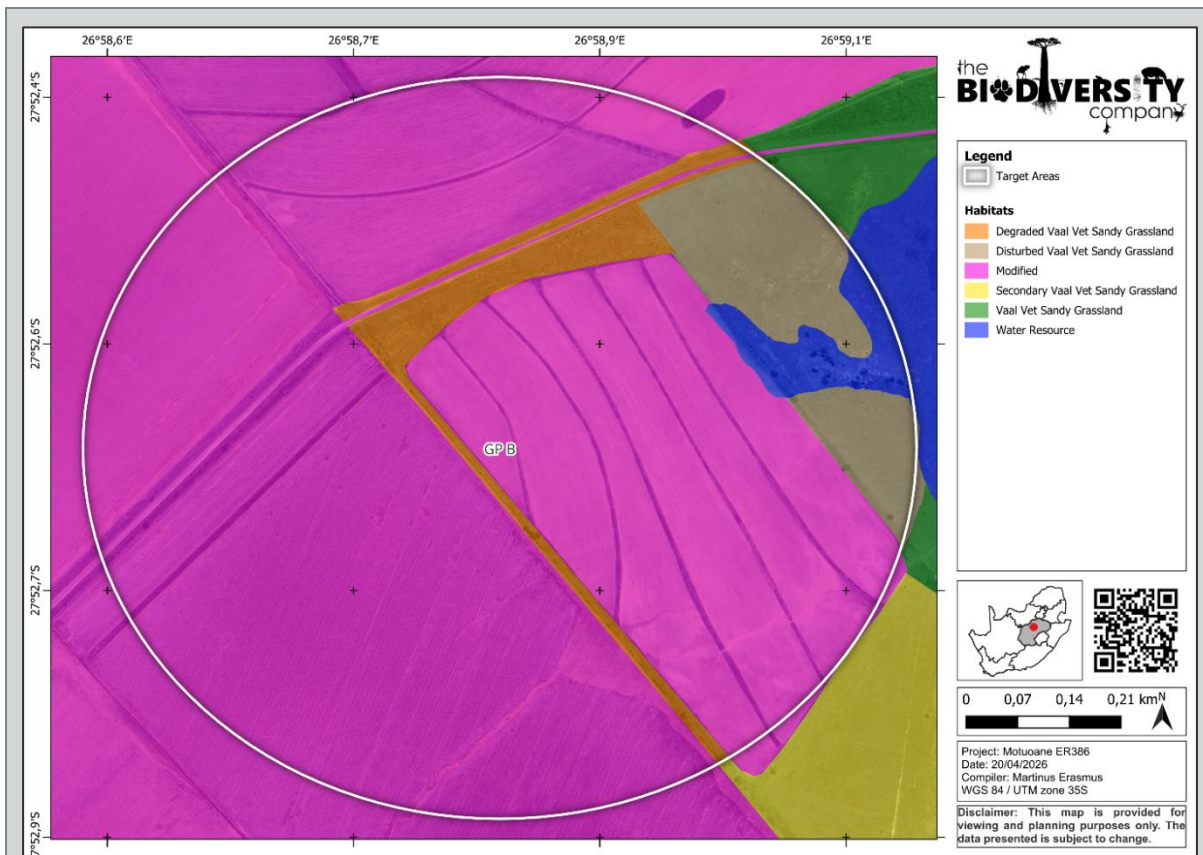 26°58,6'E 26°58,7'E 26°58,9'E 26°59,1'E
27°52,4'S
27°52,6'S
27°52,7'S
27°52,9'S
GP B
the
BIODIVERSITY
company
Legend
Target Areas
Habitats
Degraded Vaal Vet Sandy Grassland
Disturbed Vaal Vet Sandy Grassland
Modified
Secondary Vaal Vet Sandy Grassland
Vaal Vet Sandy Grassland
Water Resource
0 0,07 0,14 0,21 km
N
Project: Motuoane ER386
Date: 20/04/2026
Compiler: Martinus Erasmus
WGS 84 / UTM zone 35S
Disclaimer: This map is provided for
viewing and planning purposes only. The
data presented is subject to change.